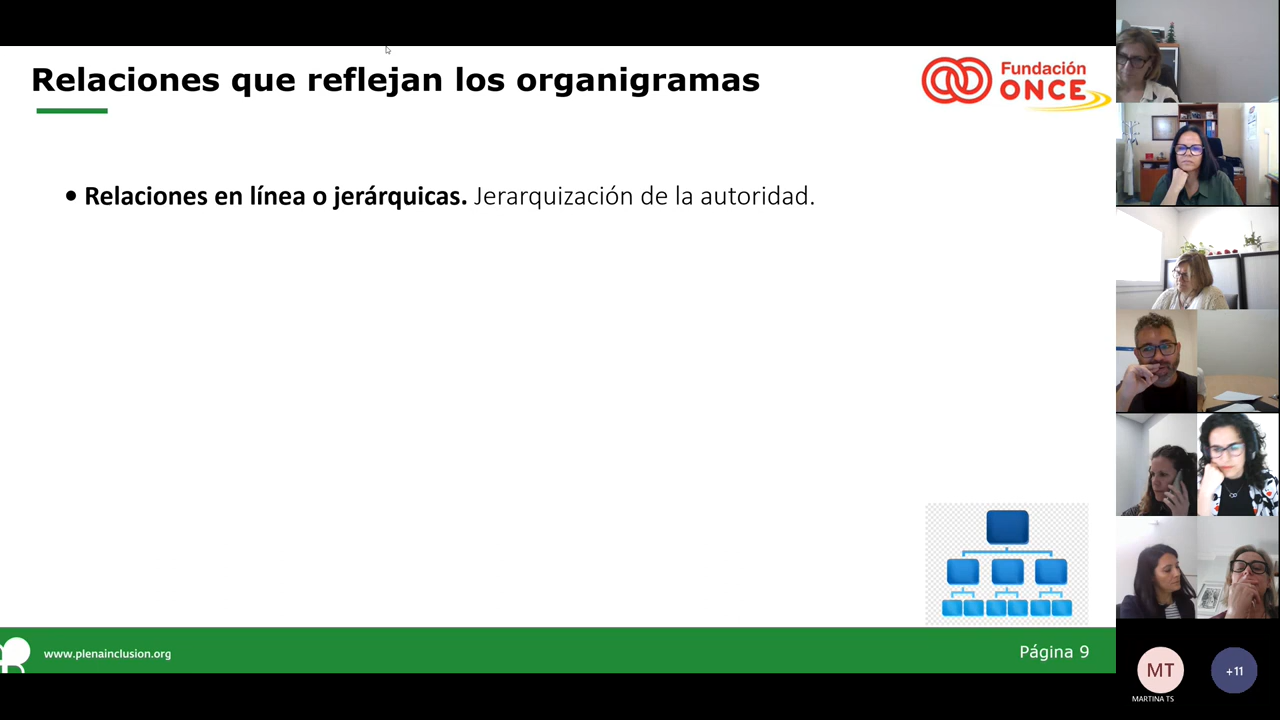 Relaciones que reflejan los organigramas
Fundación
ONCE
• Relaciones en línea o jerárquicas. Jerarquización de la autoridad.
www.plenainclusion.org
Página 9
MT
+11
MARTINA TS